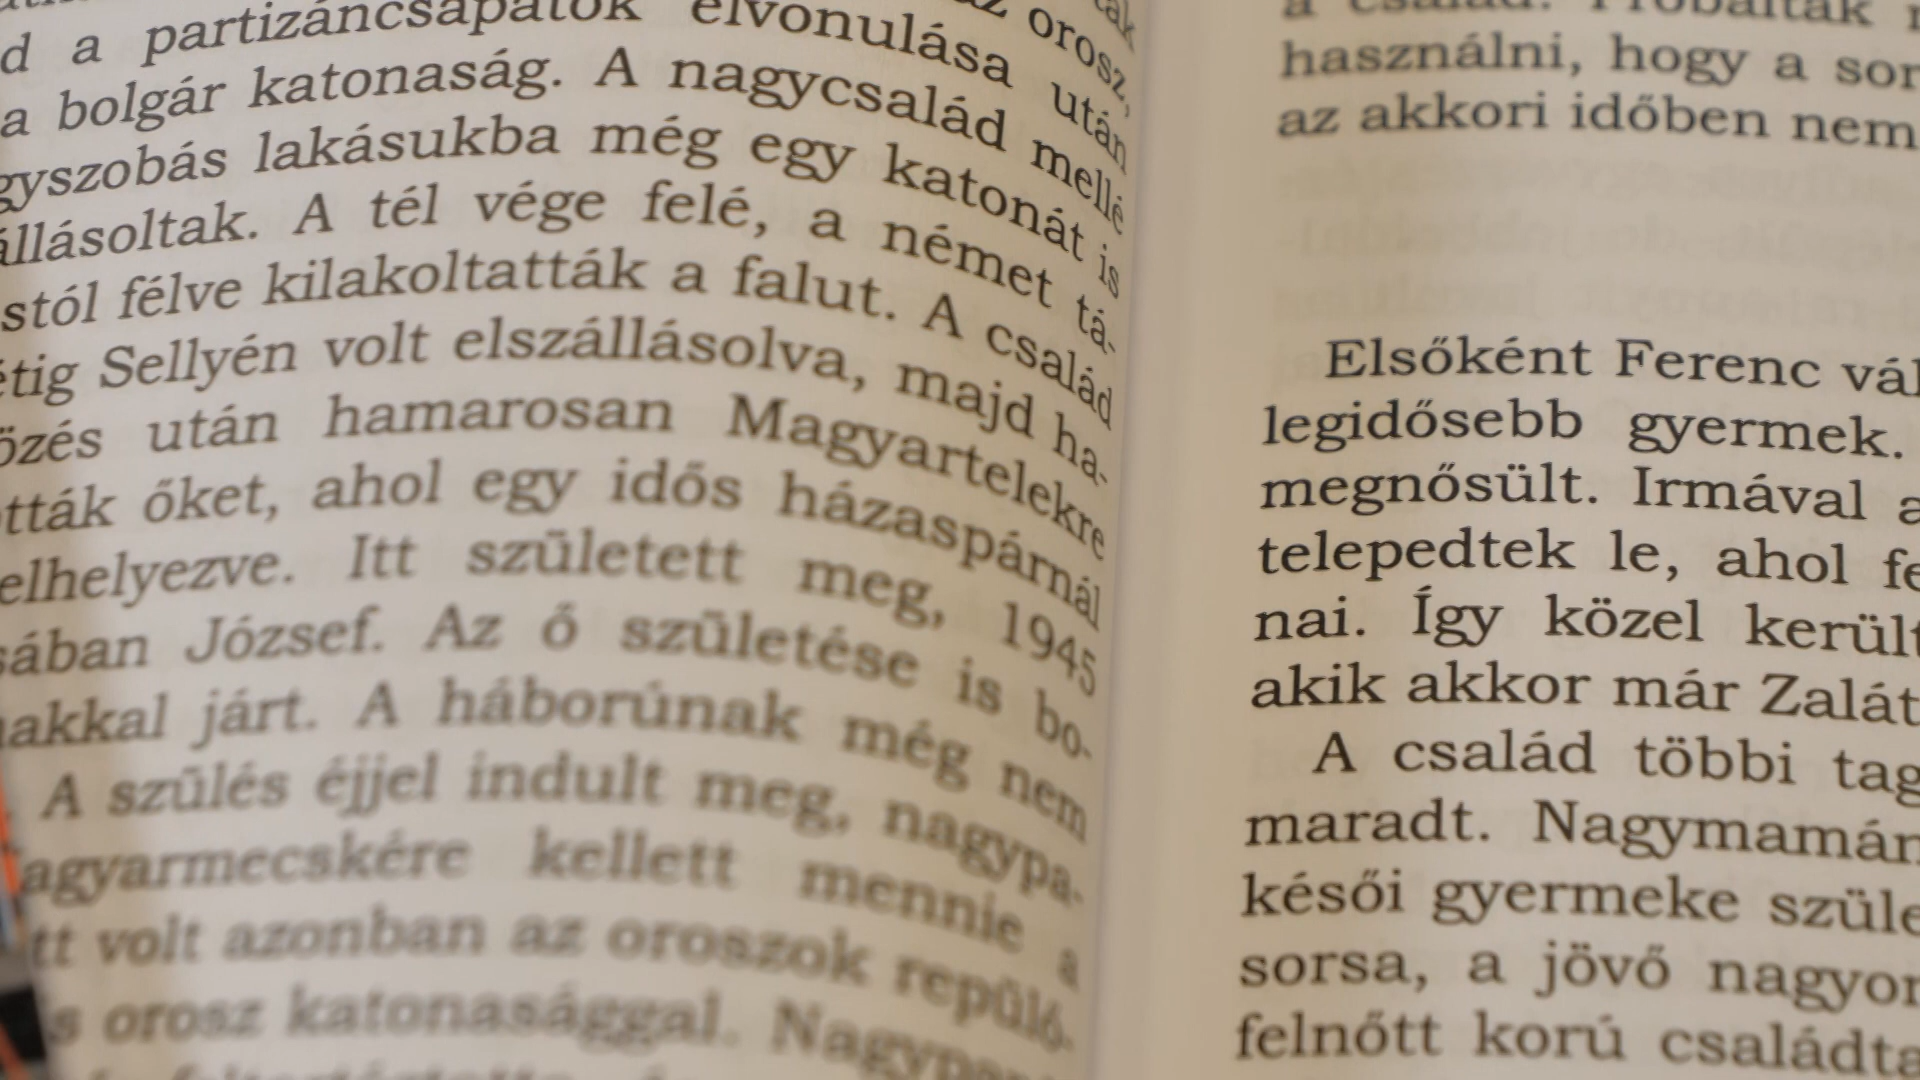 d a partizáncsapatok elvonulása után
az orosz,
a bolgár katonaság. A nagycsalád mellé
gyszobás lakásukba még egy katonát is
állásoltak. A tél vége felé, a német tá-
stól félve kilakoltatták a falut. A család
étig Sellyén volt elszállásolva, majd ha-
özés után hamarosan Magyartelekre
ották őket, ahol egy idős házaspárnál
elhelyezve. Itt született meg, 1945
sában József. Az ő születése is bo-
nakkal járt. A háborúnak még nem
A szülés éjjel indult meg, nagypa-
agyarmecskére kellett mennie a
tt volt azonban az oroszok repülő-
s orosz katonasággal.
a család. Próbálták
használni, hogy a sor
az akkori időben nem
Elsőként Ferenc vál
legidősebb gyermek.
megnősült. Irmával a
telepedtek le, ahol fe
nai. Így közel került
akik akkor már Zalát
A család többi tag
maradt. Nagymamán
késői gyermeke szüle
sorsa, a jövő nagyon
felnőtt korú családta